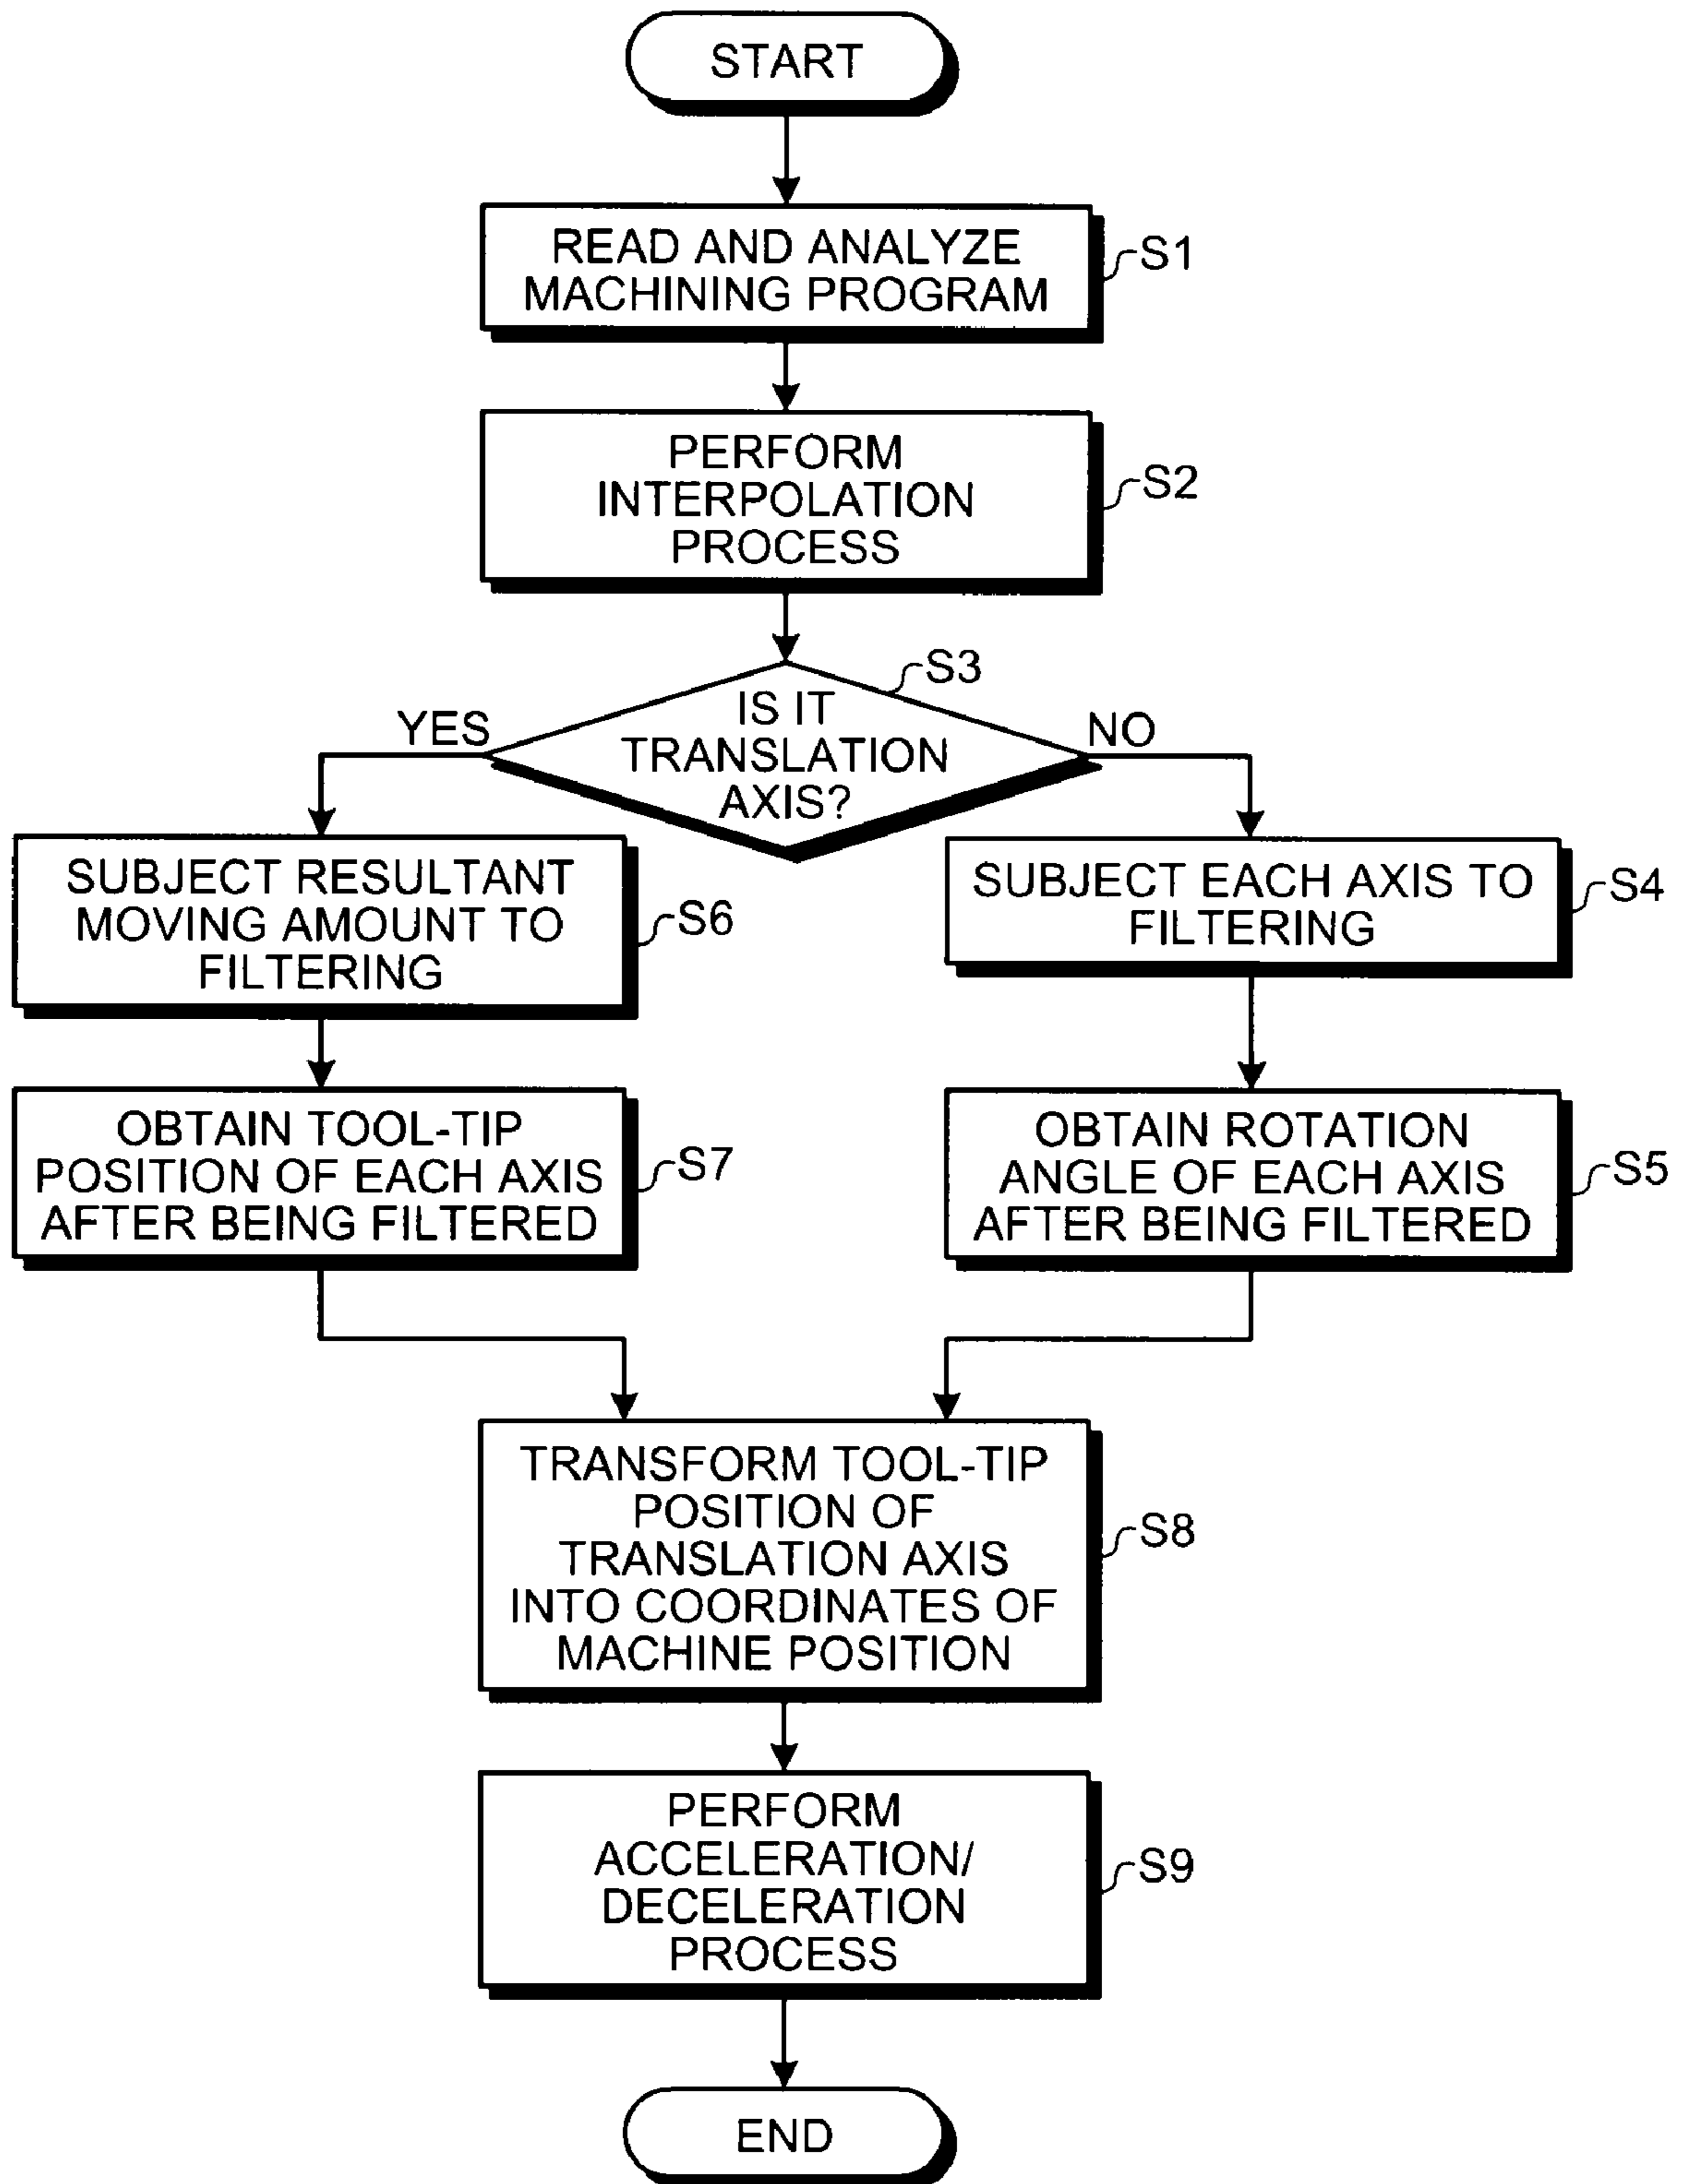 START
READ AND ANALYZE
MACHINING PROGRAM
S1
PERFORM
INTERPOLATION
PROCESS
S2
S3
IS IT
TRANSLATION
AXIS?
YES
NO
SUBJECT RESULTANT
MOVING AMOUNT TO
FILTERING
S6
SUBJECT EACH AXIS TO
FILTERING
S4
OBTAIN TOOL-TIP
POSITION OF EACH AXIS
AFTER BEING FILTERED
S7
OBTAIN ROTATION
ANGLE OF EACH AXIS
AFTER BEING FILTERED
S5
TRANSFORM TOOL-TIP
POSITION OF
TRANSLATION AXIS
INTO COORDINATES OF
MACHINE POSITION
S8
PERFORM
ACCELERATION/
DECELERATION
PROCESS
S9
END